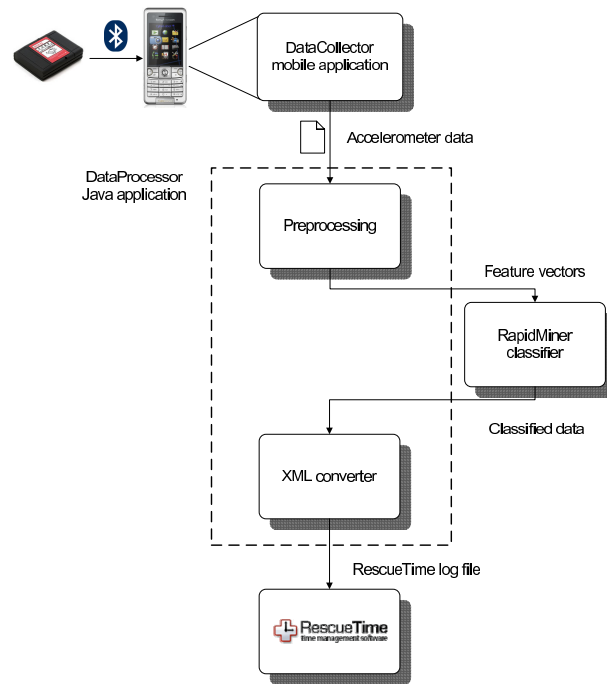 DataCollector
mobile application
Accelerometer data
DataProcessor
Java application
Preprocessing
Feature vectors
RapidMiner
classifier
Classified data
XML converter
RescueTime log file
RescueTime
time management software